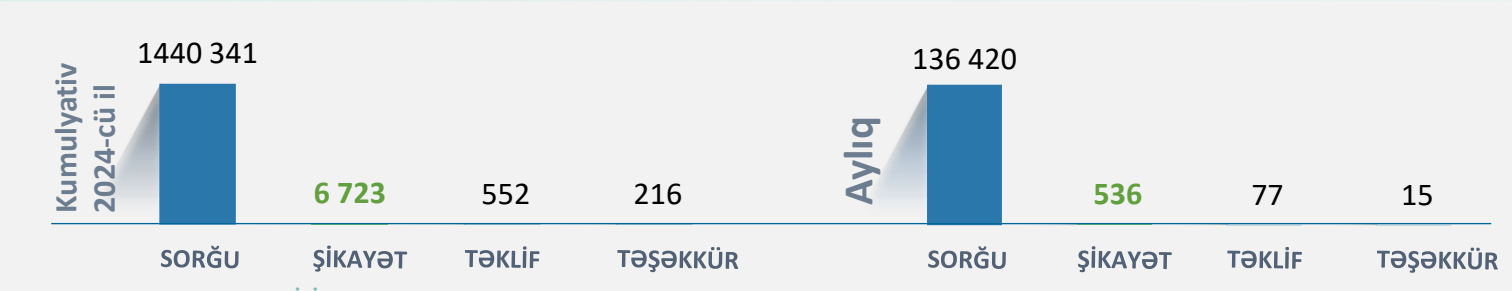 Kumulyativ
2024-cü il
1440 341
6 723
552
216
SORĞU
ŞİKAYƏT
TƏKLİF
TƏŞƏKKÜR
Aylıq
136 420
536
77
15
SORĞU
ŞİKAYƏT
TƏKLİF
TƏŞƏKKÜR